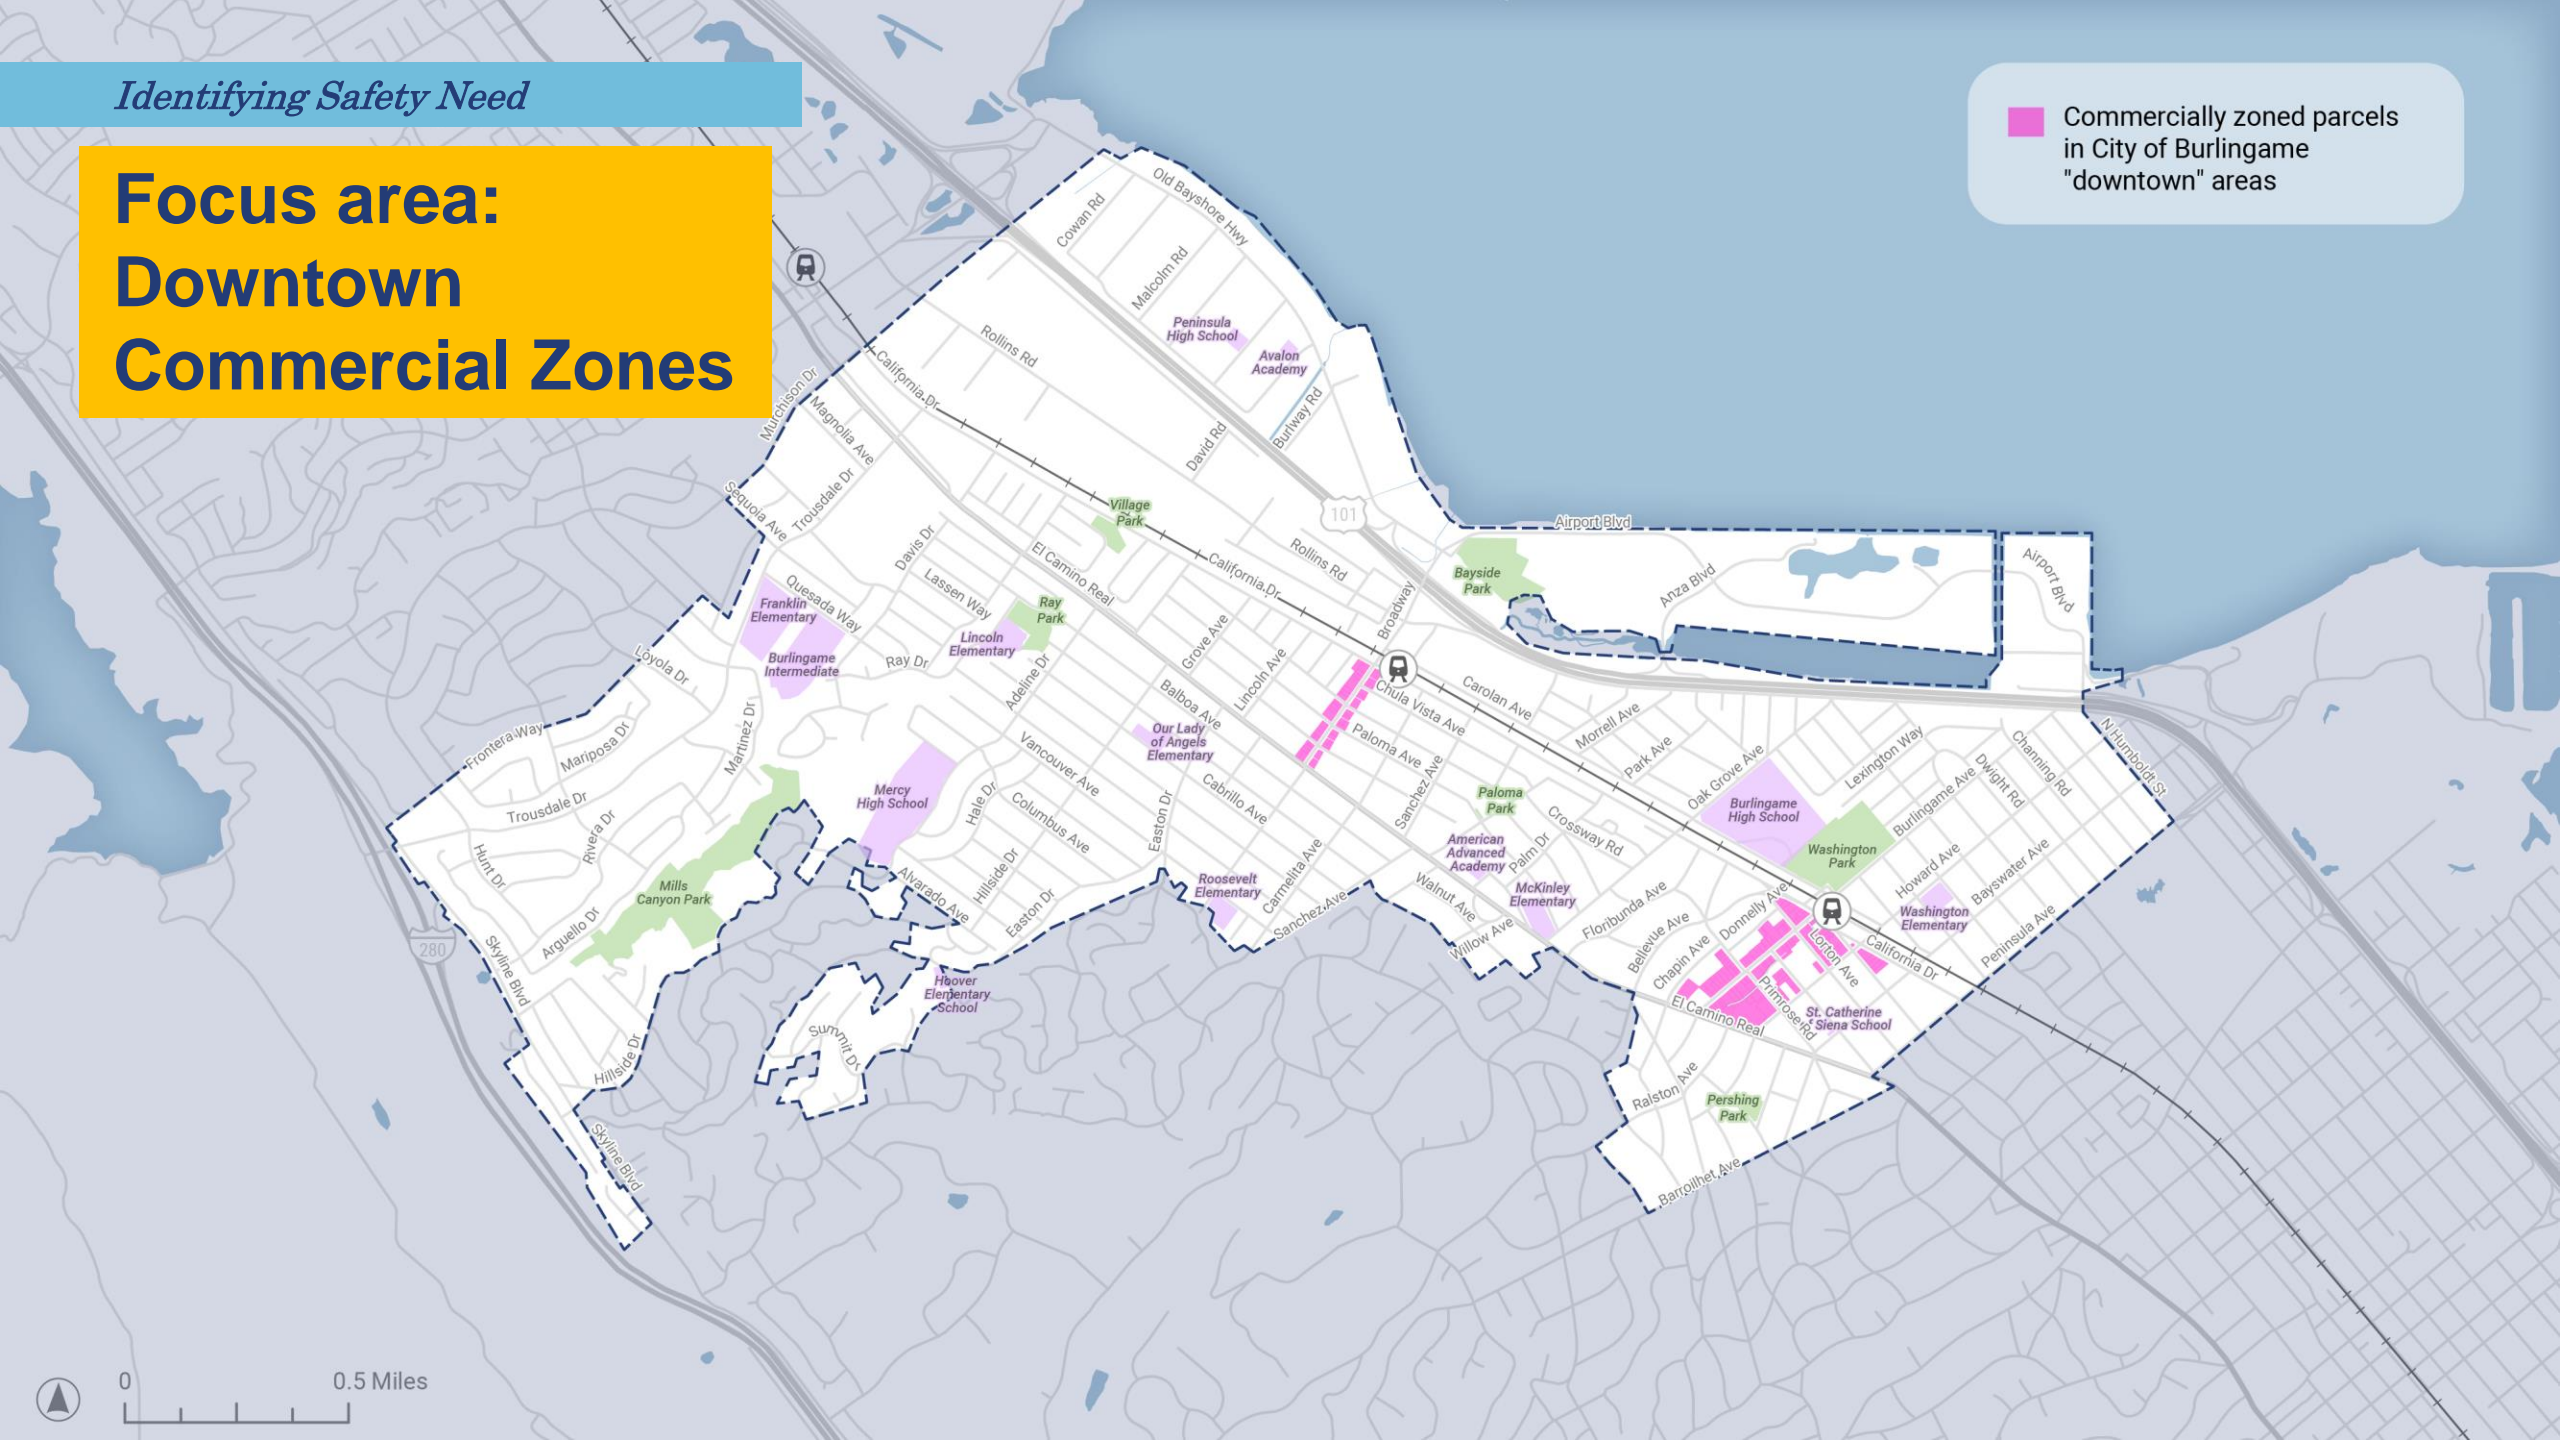 Identifying Safety Need
Focus area:
Downtown
Commercial Zones
Commercially zoned parcels
in City of Burlingame
"downtown" areas
Old Bayshore Hwy
Cowan Rd
Malcolm Rd
Peninsula
High School
Avalon
Academy
Rollins Rd
California Dr
Murchison Dr
Magnolia Ave
Burlway Rd
David Rd
Trousdale Dr
Sequoia Ave
Village
Park
101
Airport Blvd
Davis Dr
El Camino Real
California Dr
Rollins Rd
Broadway
Bayside
Park
Anza Blvd
Airport Blvd
Quesada Way
Lassen Way
Franklin
Elementary
Ray
Park
Lincoln
Elementary
Burlingame
Intermediate
Ray Dr
Adeline Dr
Grove Ave
Lincoln Ave
Balboa Ave
Loyola Dr
Chula Vista Ave
Carolan Ave
Morrell Ave
Park Ave
Oak Grove Ave
Lexington Way
Burlingame Ave
Dwight Rd
Channing Rd
N Humboldt St
Frontera Way
Mariposa Dr
Martinez Dr
Our Lady
of Angels
Elementary
Paloma Ave
Sanchez Ave
Vancouver Ave
Cabrillo Ave
Mercy
High School
Hale Dr
Columbus Ave
Easton Dr
Trousdale Dr
Rivera Dr
Hunt Dr
Paloma
Park
Crossway Rd
Burlingame
High School
Washington
Park
American
Advanced
Academy
Palm Dr
McKinley
Elementary
Howard Ave
Bayswater Ave
Washington
Elementary
Peninsula Ave
Mills
Canyon Park
Alvarado Ave
Hillside Dr
Easton Dr
Roosevelt
Elementary
Carmelita Ave
Sanchez Ave
Walnut Ave
Willow Ave
Floribunda Ave
Bellevue Ave
Chapin Ave
Donnelly Ave
Lorton Ave
California Dr
Primrose Rd
El Camino Real
St. Catherine
f Siena School
Arguello Dr
Skyline Blvd
280
Hoover
Elementary
School
Summit Dr
Hillside Dr
Skyline Blvd
Ralston Ave
Pershing
Park
Barroilhet Ave
0
0.5 Miles